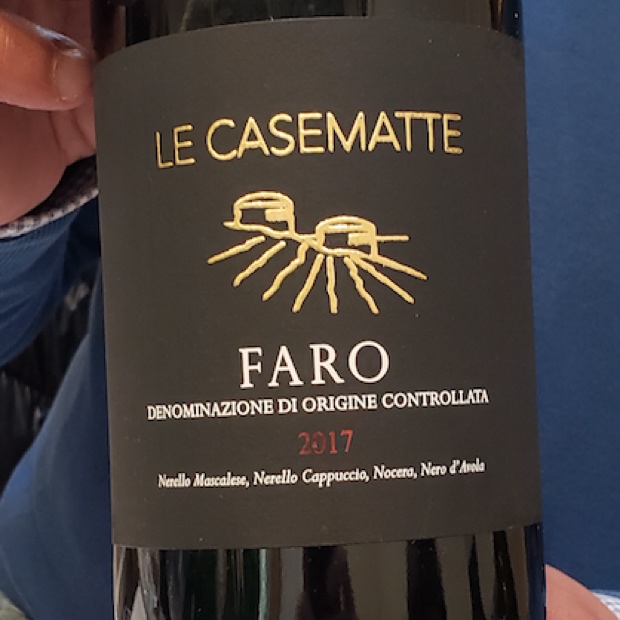 LE CASEMATTE
FARO
DENOMINAZIONE DI ORIGINE CONTROLLATA
2017
Nerello Mascalese, Nerello Cappuccio, Nocera, Nero d'Avola